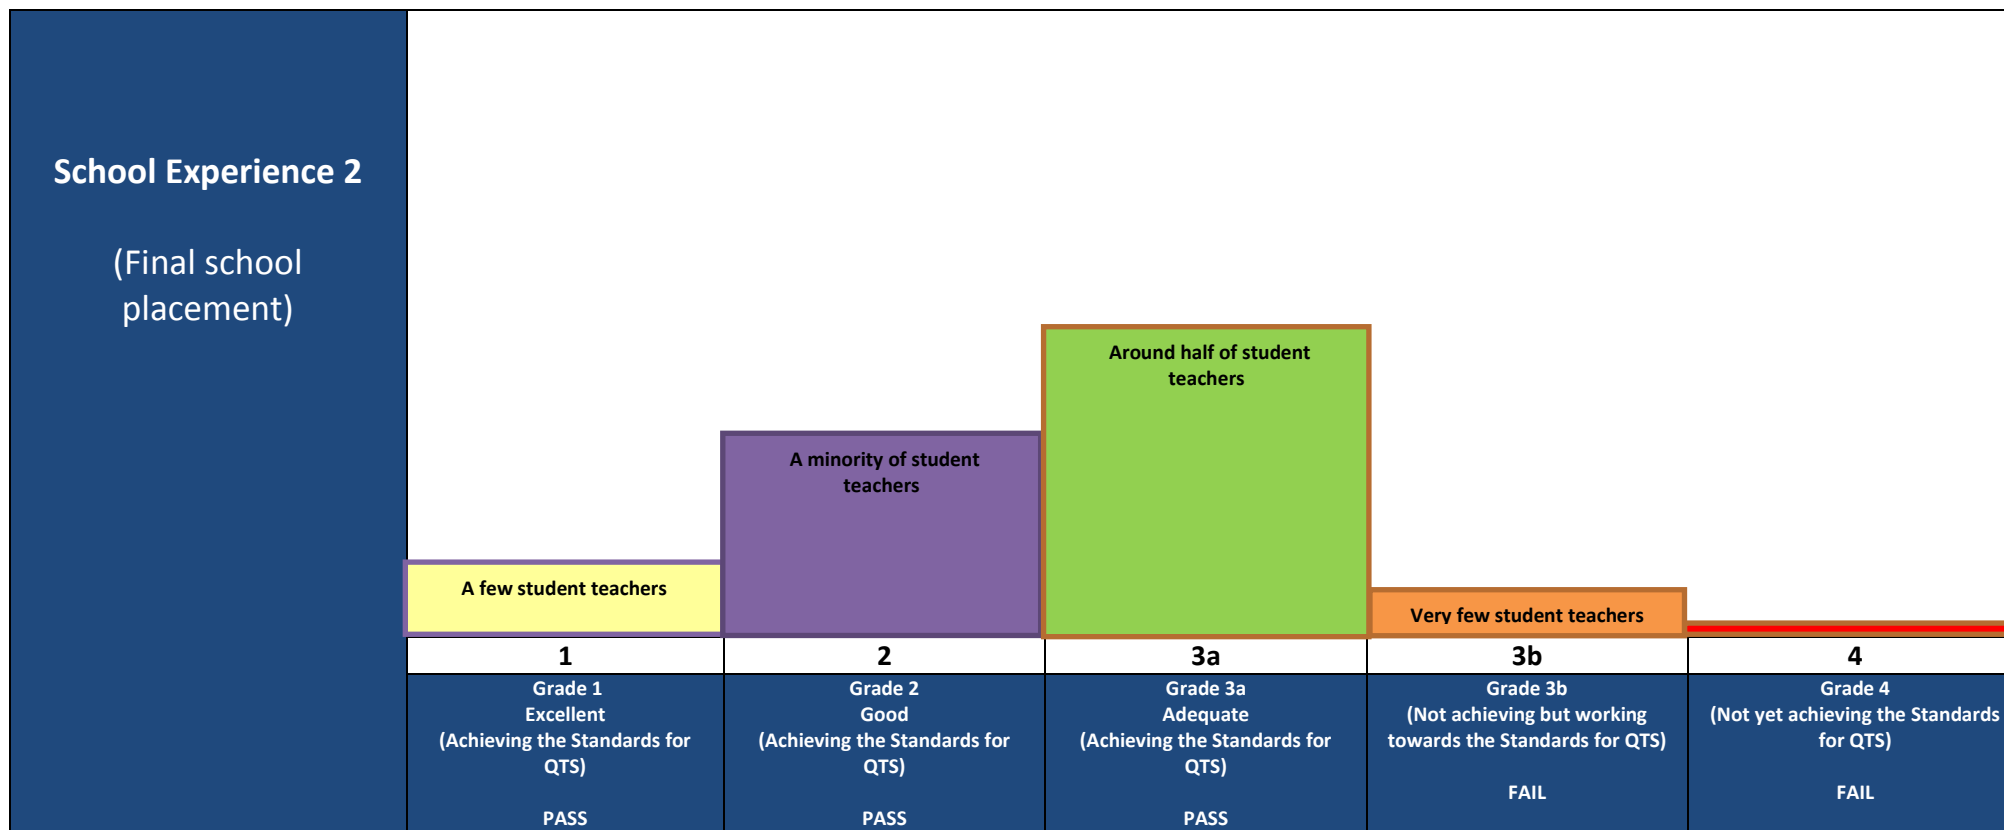 School Experience 2
(Final school
placement)
Around half of student
teachers
A minority of student
teachers
A few student teachers
Very few student teachers
1
2
3a
3b
4
Grade 1
Excellent
(Achieving the Standards for
QTS)
PASS
Grade 2
Good
(Achieving the Standards for
QTS)
PASS
Grade 3a
Adequate
(Achieving the Standards for
QTS)
PASS
Grade 3b
(Not achieving but working
towards the Standards for QTS)
FAIL
Grade 4
(Not yet achieving the Standards
for QTS)
FAIL